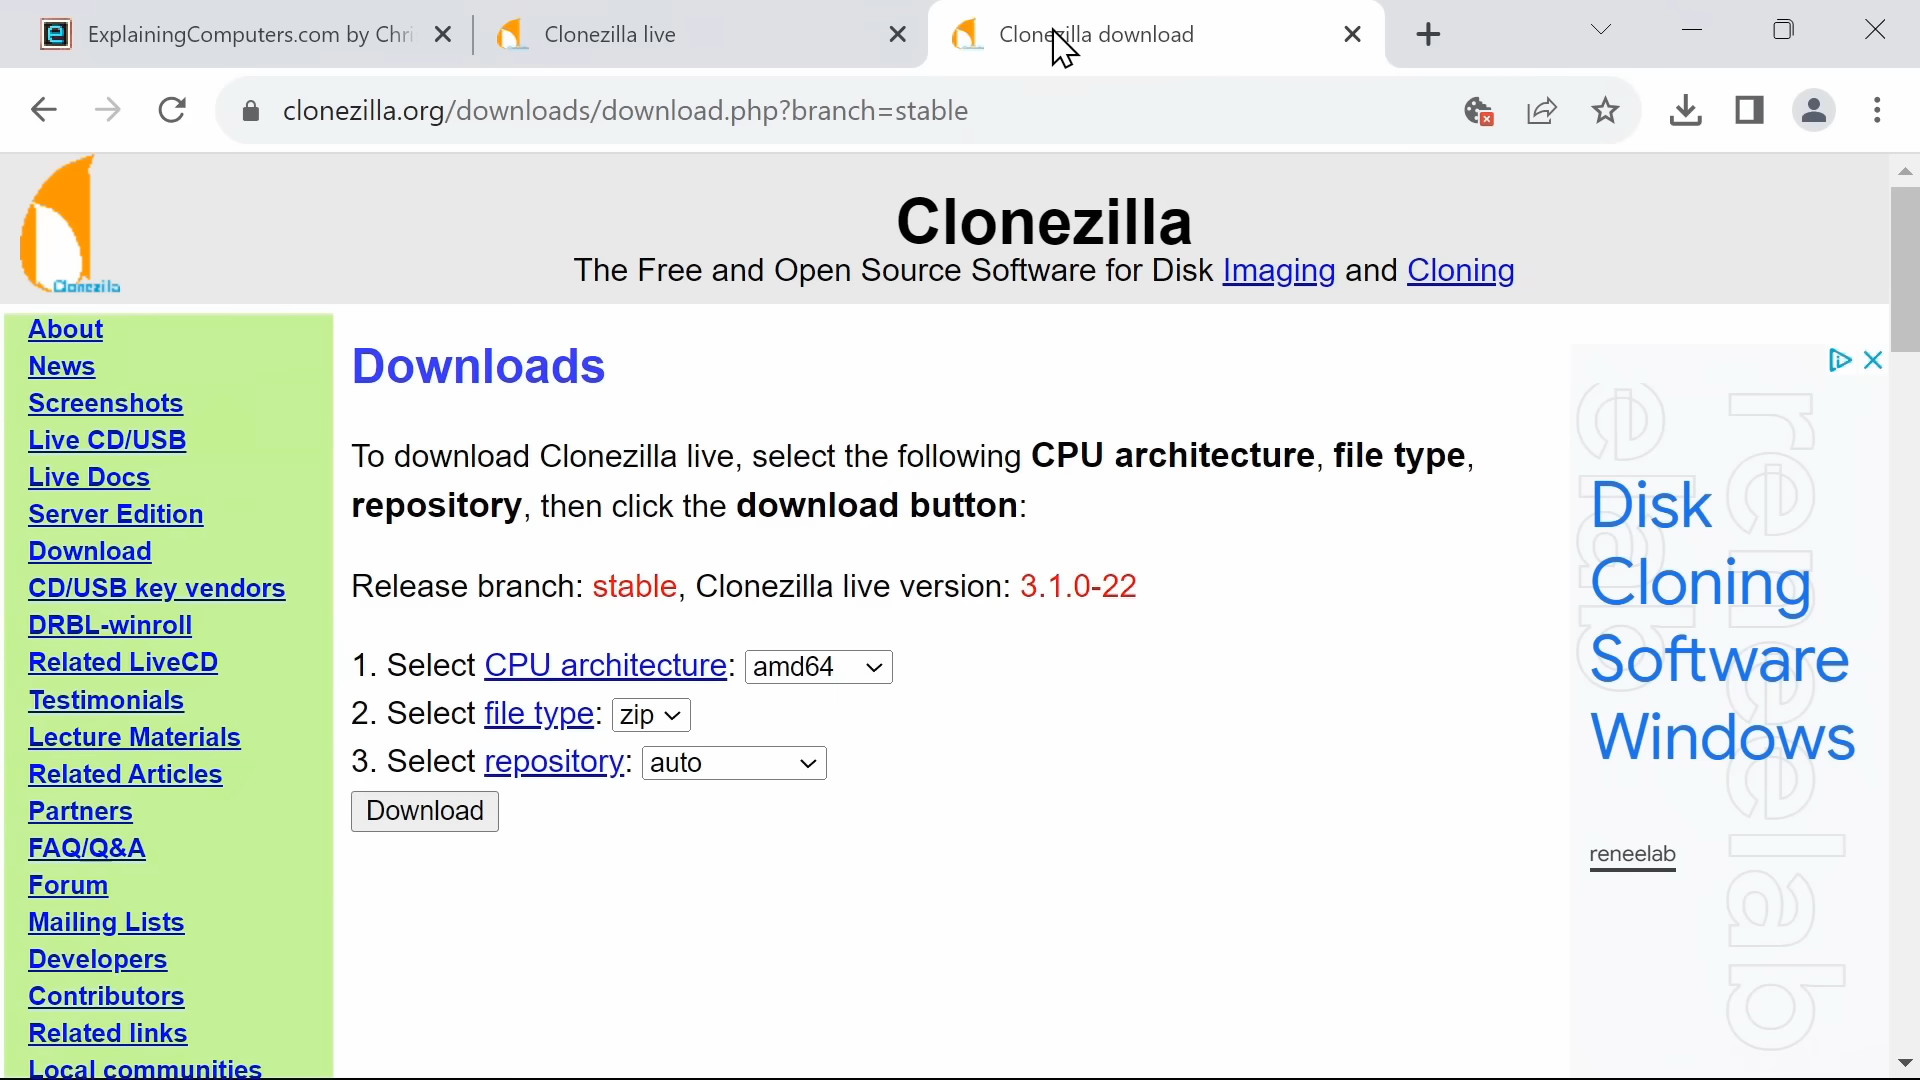 ExplainingComputers.com by Chri
Clonezilla live
Clonezilla download
clonezilla.org/downloads/download.php?branch=stable
Clonezilla
Clonezilla
The Free and Open Source Software for Disk Imaging and Cloning
About
News
Screenshots
Live CD/USB
Live Docs
Server Edition
Download
CD/USB key vendors
DRBL-winroll
Related LiveCD
Testimonials
Lecture Materials
Related Articles
Partners
FAQ/Q&A
Forum
Mailing Lists
Developers
Contributors
Related links
Local communities
Downloads
To download Clonezilla live, select the following CPU architecture, file type,
repository, then click the download button:
Release branch: stable, Clonezilla live version: 3.1.0-22
1. Select CPU architecture: amd64
2. Select file type: zip
3. Select repository: auto
Download
Disk
Cloning
Software
Windows
reneelab
reneelab
elab